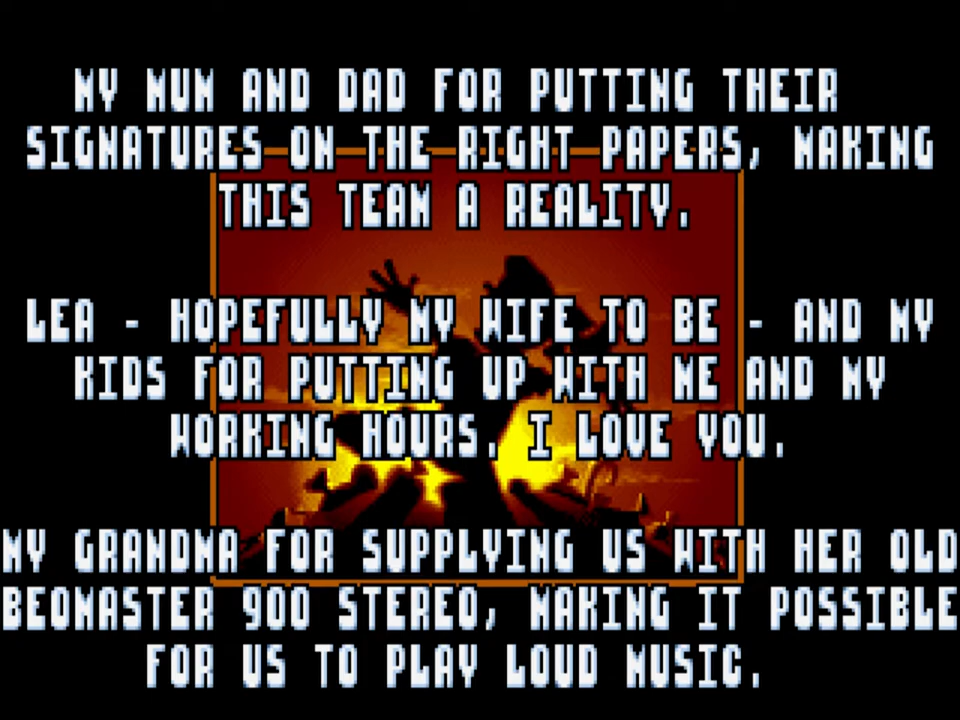 MY MUM AND DAD FOR PUTTING THEIR
SIGNATURES ON THE RIGHT PAPERS, MAKING
THIS TEAM A REALITY.
LEA - HOPEFULLY MY WIFE TO BE - AND MY
KIDS FOR PUTTING UP WITH ME AND MY
WORKING HOURS. I LOVE YOU.
MY GRANDMA FOR SUPPLYING US WITH HER OLD
BEOMASTER 900 STEREO, MAKING IT POSSIBLE
FOR US TO PLAY LOUD MUSIC.